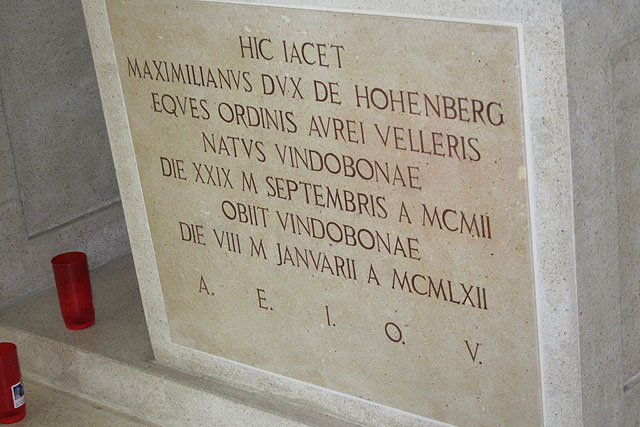 HIC IACET
MAXIMILIANVS DVX DE HOHENBERG
EQVES ORDINIS AVREI VELLERIS
NATVS VINDOBONAE
DIE XXIX M SEPTEMBRIS A MCMII
OBIIT VINDOBONAE
DIE VIII M JANVARII A MCMLXII
A. E. I. O. V.